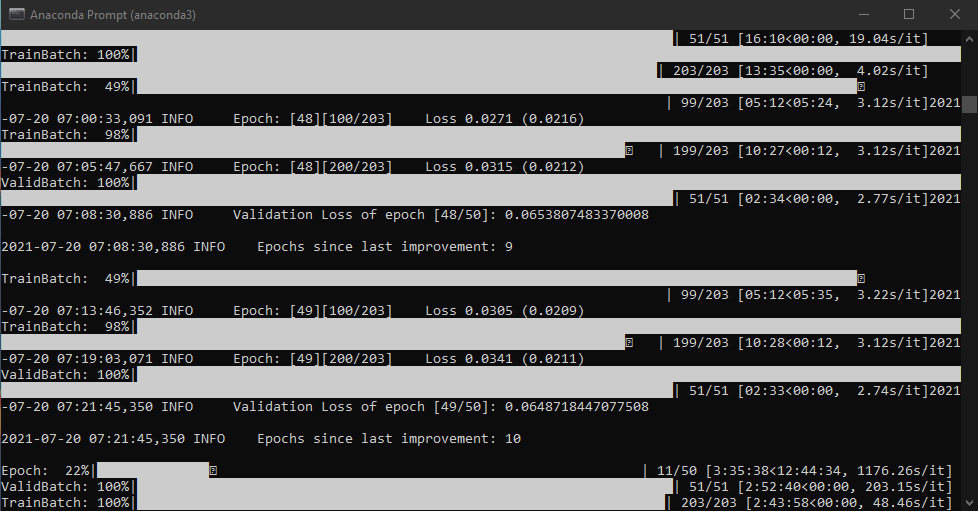 Anaconda Prompt (anaconda3)
| 51/51 [16:10<00:00, 19.04s/it]
TrainBatch: 100%|
| 203/203 [13:35<00:00,  4.02s/it]
TrainBatch:  49%|
| 99/203 [05:12<05:24,  3.12s/it]2021
-07-20 07:00:33,091 INFO     Epoch: [48][100/203]    Loss 0.0271 (0.0216)
TrainBatch:  98%|
| 199/203 [10:27<00:12,  3.12s/it]2021
-07-20 07:05:47,667 INFO     Epoch: [48][200/203]    Loss 0.0315 (0.0212)
ValidBatch: 100%|
| 51/51 [02:34<00:00,  2.77s/it]2021
-07-20 07:08:30,886 INFO     Validation Loss of epoch [48/50]: 0.0653807483370008
2021-07-20 07:08:30,886 INFO    Epochs since last improvement: 9
TrainBatch:  49%|
| 99/203 [05:12<05:35,  3.22s/it]2021
-07-20 07:13:46,352 INFO     Epoch: [49][100/203]    Loss 0.0305 (0.0209)
TrainBatch:  98%|
| 199/203 [10:28<00:12,  3.12s/it]2021
-07-20 07:19:03,071 INFO     Epoch: [49][200/203]    Loss 0.0341 (0.0211)
ValidBatch: 100%|
| 51/51 [02:33<00:00,  2.74s/it]2021
-07-20 07:21:45,350 INFO     Validation Loss of epoch [49/50]: 0.0648718447077508
2021-07-20 07:21:45,350 INFO    Epochs since last improvement: 10
Epoch:  22%| | 11/50 [3:35:38<12:44:34, 1176.26s/it]
ValidBatch: 100%| | 51/51 [2:52:40<00:00, 203.15s/it]
TrainBatch: 100%| | 203/203 [2:43:58<00:00, 48.46s/it]